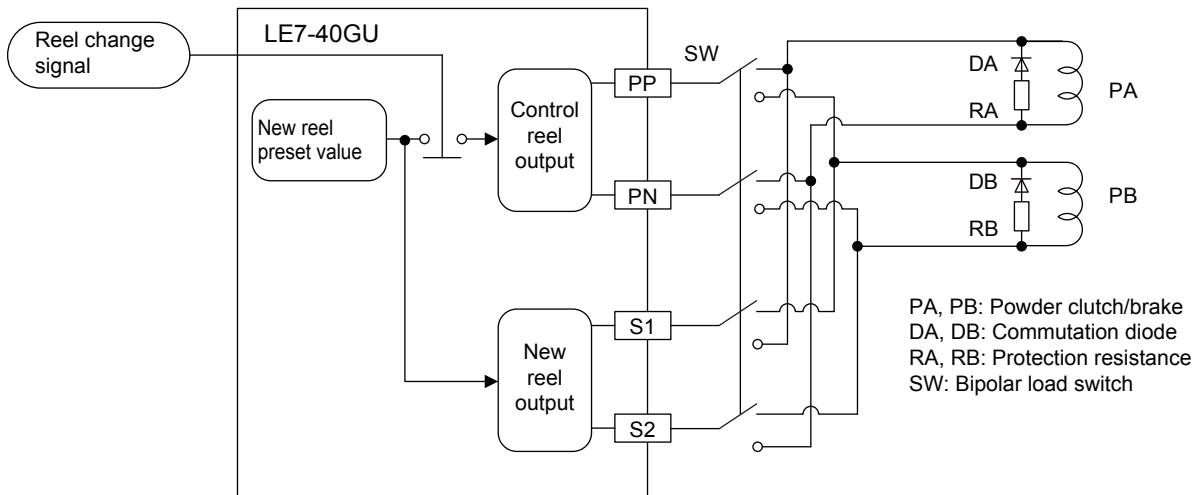 Reel change
signal
LE7-40GU
New reel
preset value
Control
reel
output
PP
PN
SW
New
reel
output
S1
S2
DA
RA
PA
DB
RB
PB
PA, PB: Powder clutch/brake
DA, DB: Commutation diode
RA, RB: Protection resistance
SW: Bipolar load switch